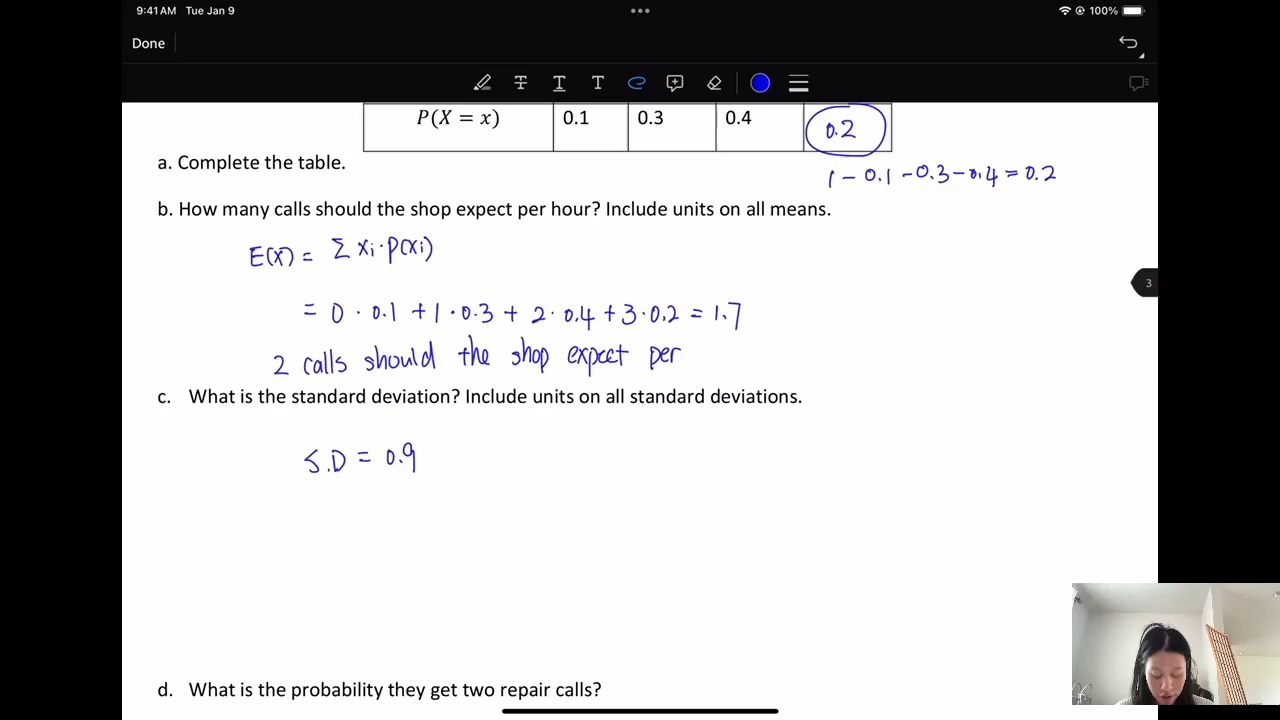 9:41 AM Tue Jan 9
100%
Done
T T T
P(X = x) 0.1 0.3 0.4 0.2
a. Complete the table.
1 - 0.1 - 0.3 - 0.4 = 0.2
b. How many calls should the shop expect per hour? Include units on all means.
E(X) = Σ xi · P(xi)
3
= 0 · 0.1 + 1 · 0.3 + 2 · 0.4 + 3 · 0.2 = 1.7
2 calls should the shop expect per
c. What is the standard deviation? Include units on all standard deviations.
S.D = 0.9
d. What is the probability they get two repair calls?